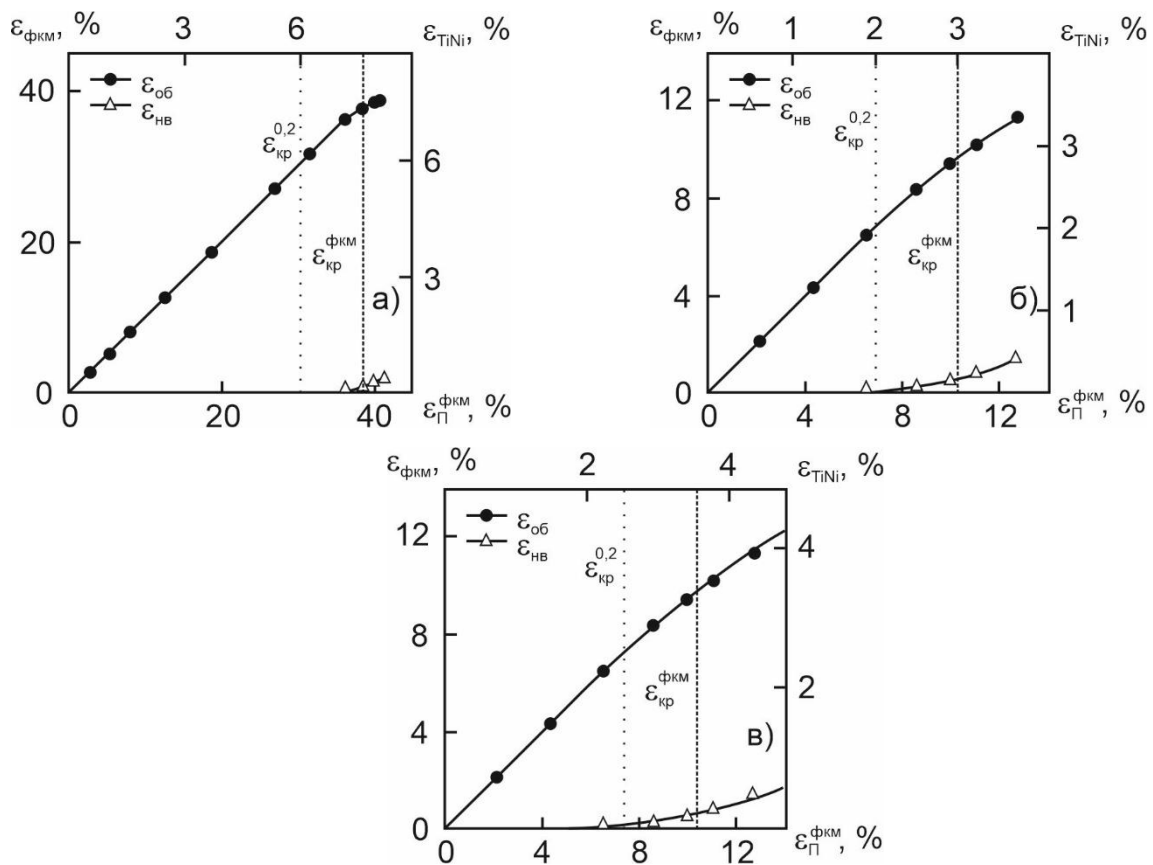 ε_фкм, % 3 6 ε_TiNi, %
40
ε_об
ε_нв
ε_кр^0,2
6
20
ε_кр^фкм
3
а)
0
0 20 40
ε_П^фкм, %
ε_фкм, % 1 2 3 ε_TiNi, %
12
ε_об
ε_нв
ε_кр^0,2
3
8
2
ε_кр^фкм
4
б)
1
0
0 4 8 12
ε_П^фкм, %
ε_фкм, % 2 4 ε_TiNi, %
12
ε_об
ε_нв
4
ε_кр^0,2
8
2
ε_кр^фкм
4
в)
0
0 4 8 12
ε_П^фкм, %